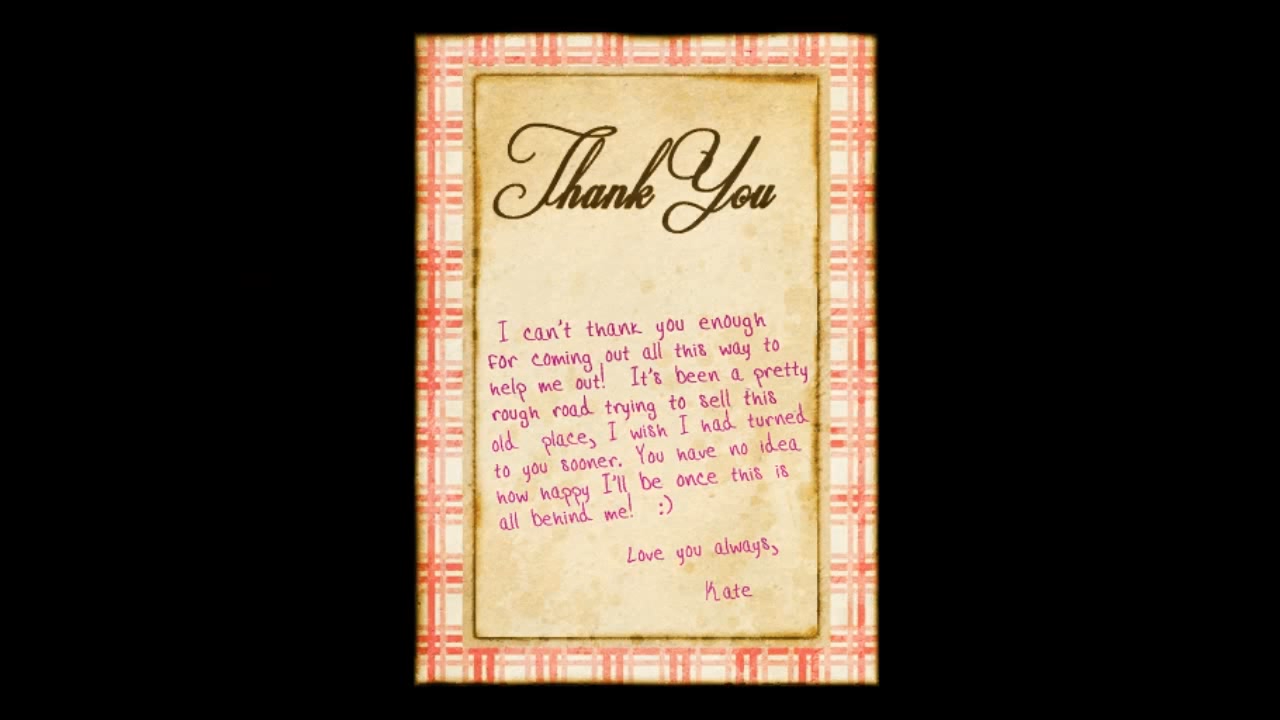 Thank You
I can't thank you enough
for coming out all this way to
help me out! It's been a pretty
rough road trying to sell this
old place, I wish I had turned
to you sooner. You have no idea
how happy I'll be once this is
all behind me! :)
Love you always,
Kate